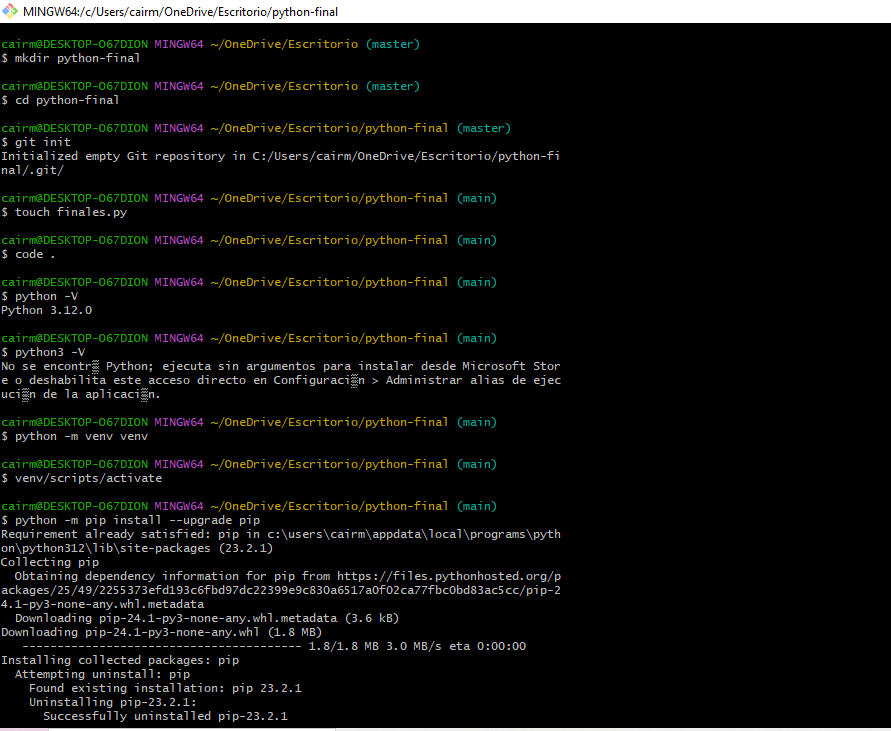 MINGW64:/c/Users/cairm/OneDrive/Escritorio/python-final
cairm@DESKTOP-O67DION MINGW64 ~/OneDrive/Escritorio (master)
$ mkdir python-final
cairm@DESKTOP-O67DION MINGW64 ~/OneDrive/Escritorio (master)
$ cd python-final
cairm@DESKTOP-O67DION MINGW64 ~/OneDrive/Escritorio/python-final (master)
$ git init
Initialized empty Git repository in C:/Users/cairm/OneDrive/Escritorio/python-fi
nal/.git/
cairm@DESKTOP-O67DION MINGW64 ~/OneDrive/Escritorio/python-final (main)
$ touch finales.py
cairm@DESKTOP-O67DION MINGW64 ~/OneDrive/Escritorio/python-final (main)
$ code .
cairm@DESKTOP-O67DION MINGW64 ~/OneDrive/Escritorio/python-final (main)
$ python -V
Python 3.12.0
cairm@DESKTOP-O67DION MINGW64 ~/OneDrive/Escritorio/python-final (main)
$ python3 -V
No se encontr▒ Python; ejecuta sin argumentos para instalar desde Microsoft Stor
e o deshabilita este acceso directo en Configuraci▒n > Administrar alias de ejec
uci▒n de la aplicaci▒n.
cairm@DESKTOP-O67DION MINGW64 ~/OneDrive/Escritorio/python-final (main)
$ python -m venv venv
cairm@DESKTOP-O67DION MINGW64 ~/OneDrive/Escritorio/python-final (main)
$ venv/scripts/activate
cairm@DESKTOP-O67DION MINGW64 ~/OneDrive/Escritorio/python-final (main)
$ python -m pip install --upgrade pip
Requirement already satisfied: pip in c:\users\cairm\appdata\local\programs\pyth
on\python312\lib\site-packages (23.2.1)
Collecting pip
  Obtaining dependency information for pip from https://files.pythonhosted.org/p
ackages/25/49/2255373efd193c6fbd97dc22399e9c830a6517a0f02ca77fbc0bd83ac5cc/pip-2
4.1-py3-none-any.whl.metadata
  Downloading pip-24.1-py3-none-any.whl.metadata (3.6 kB)
Downloading pip-24.1-py3-none-any.whl (1.8 MB)
   ---------------------------------------- 1.8/1.8 MB 3.0 MB/s eta 0:00:00
Installing collected packages: pip
  Attempting uninstall: pip
    Found existing installation: pip 23.2.1
    Uninstalling pip-23.2.1:
      Successfully uninstalled pip-23.2.1